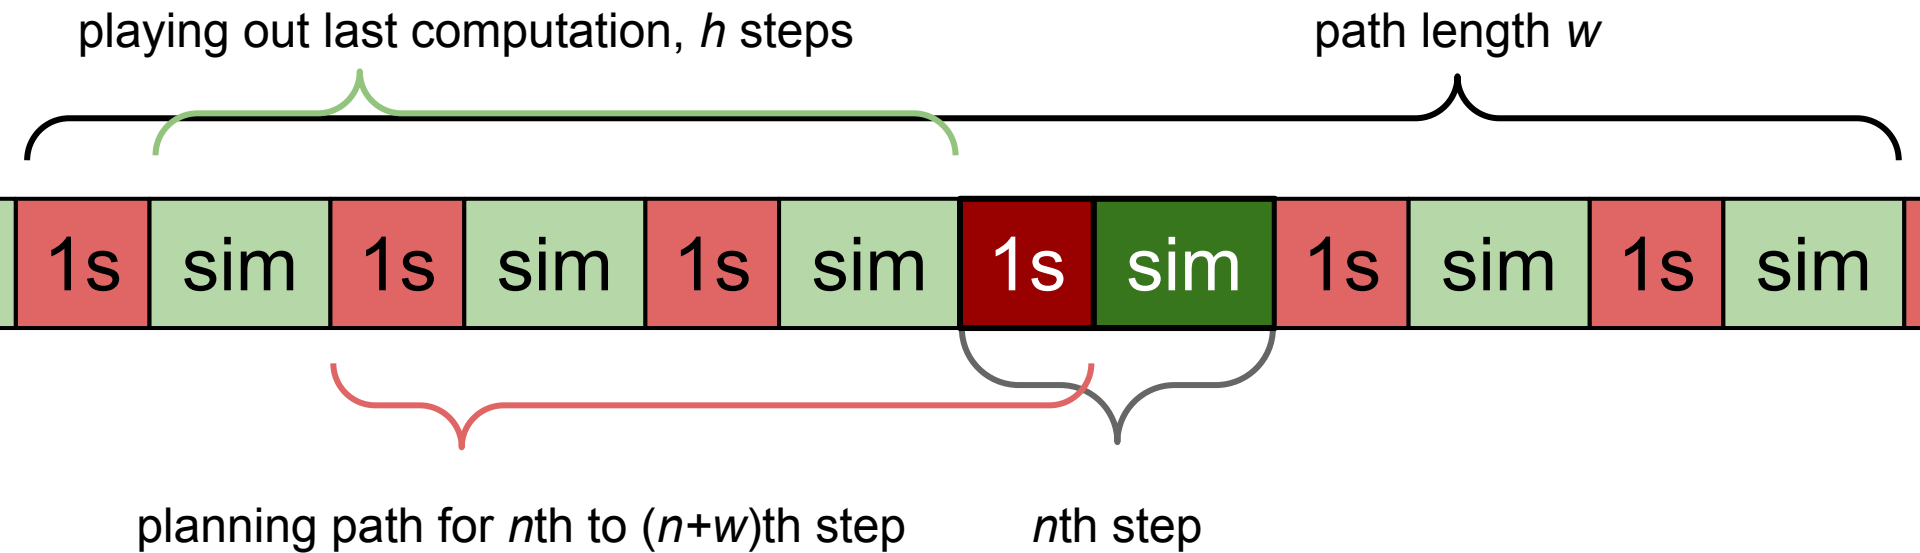 playing out last computation, h steps
path length w
1s sim 1s sim 1s sim 1s sim 1s sim 1s sim
planning path for nth to (n+w)th step
nth step